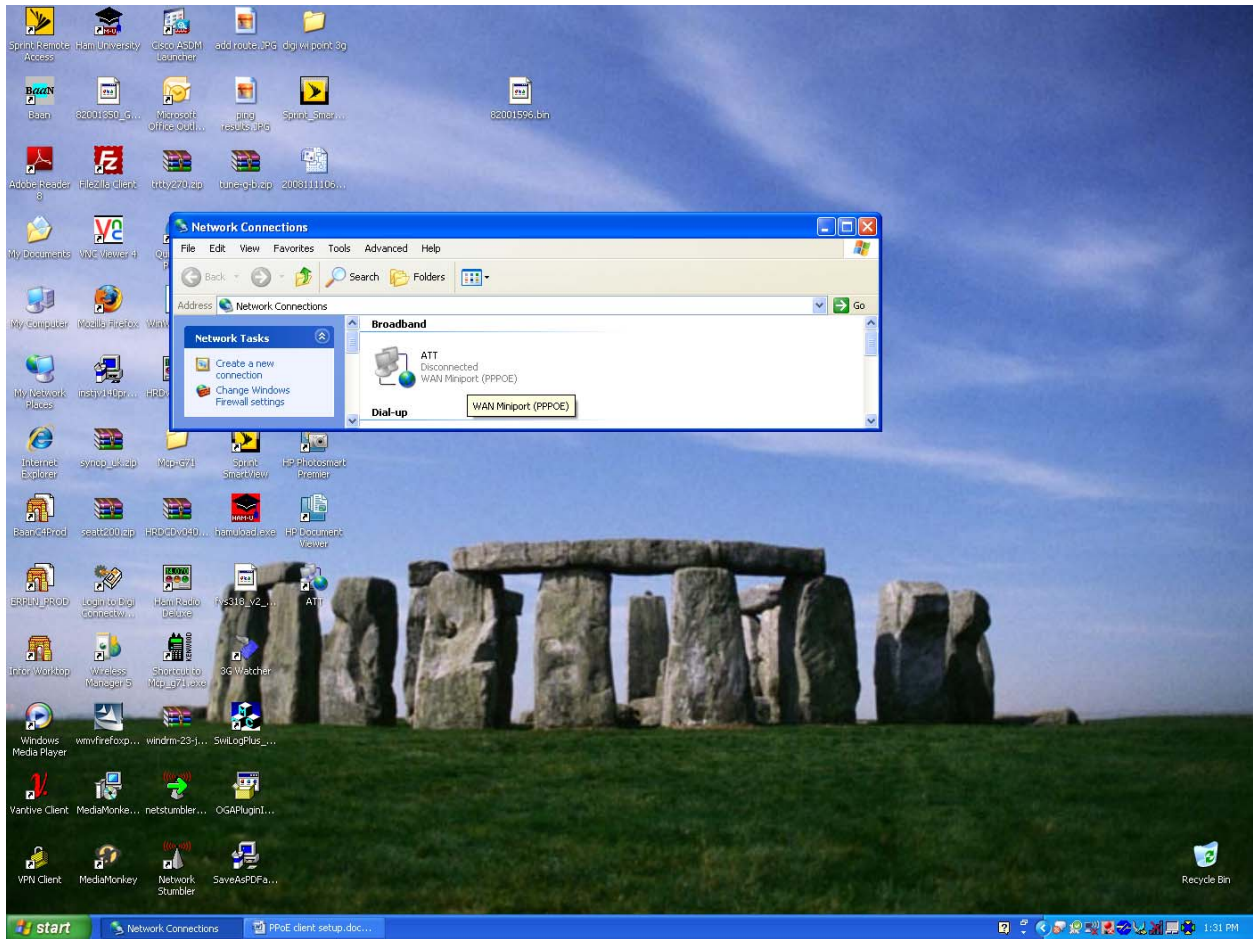 Sprint Remote Access
Ham University
Cisco ASDM Launcher
add route.JPG
digi wi point 3g
Baan
82001350_G...
Microsoft Office Outl...
ping results.JPG
Sprint_Smar...
82001596.bin
Adobe Reader 8
FileZilla Client
trtty270.zip
tune-g-b.zip
2008111106...
My Documents
VNC Viewer 4
Network Connections
File Edit View Favorites Tools Advanced Help
Back Search Folders
Address Network Connections Go
Network Tasks
Create a new connection
Change Windows Firewall settings
Broadband
ATT
Disconnected
WAN Miniport (PPPOE)
WAN Miniport (PPPOE)
Dial-up
My Computer
Mozilla Firefox
My Network Places
Internet Explorer
synop_uk.zip
Mcp-G71
Sprint SmartView
HP Photosmart Premier
BaanC4Prod
seatt200.zip
HRDCDv040...
hamuload.exe
HP Document Viewer
ERPLN_PROD
Login to Digi Connectw...
Ham Radio Deluxe
fvs318_v2_...
ATT
Infor Worktop
Wireless Manager 5
Shortcut to Mcp_g71.exe
3G Watcher
Windows Media Player
wmvfirefoxp...
windrm-23-j...
SwiLogPlus_...
Vantive Client
MediaMonke...
netstumbler...
OGAPluginI...
VPN Client
MediaMonkey
Network Stumbler
SaveAsPDFa...
Recycle Bin
start
Network Connections
PPoE client setup.doc...
1:31 PM